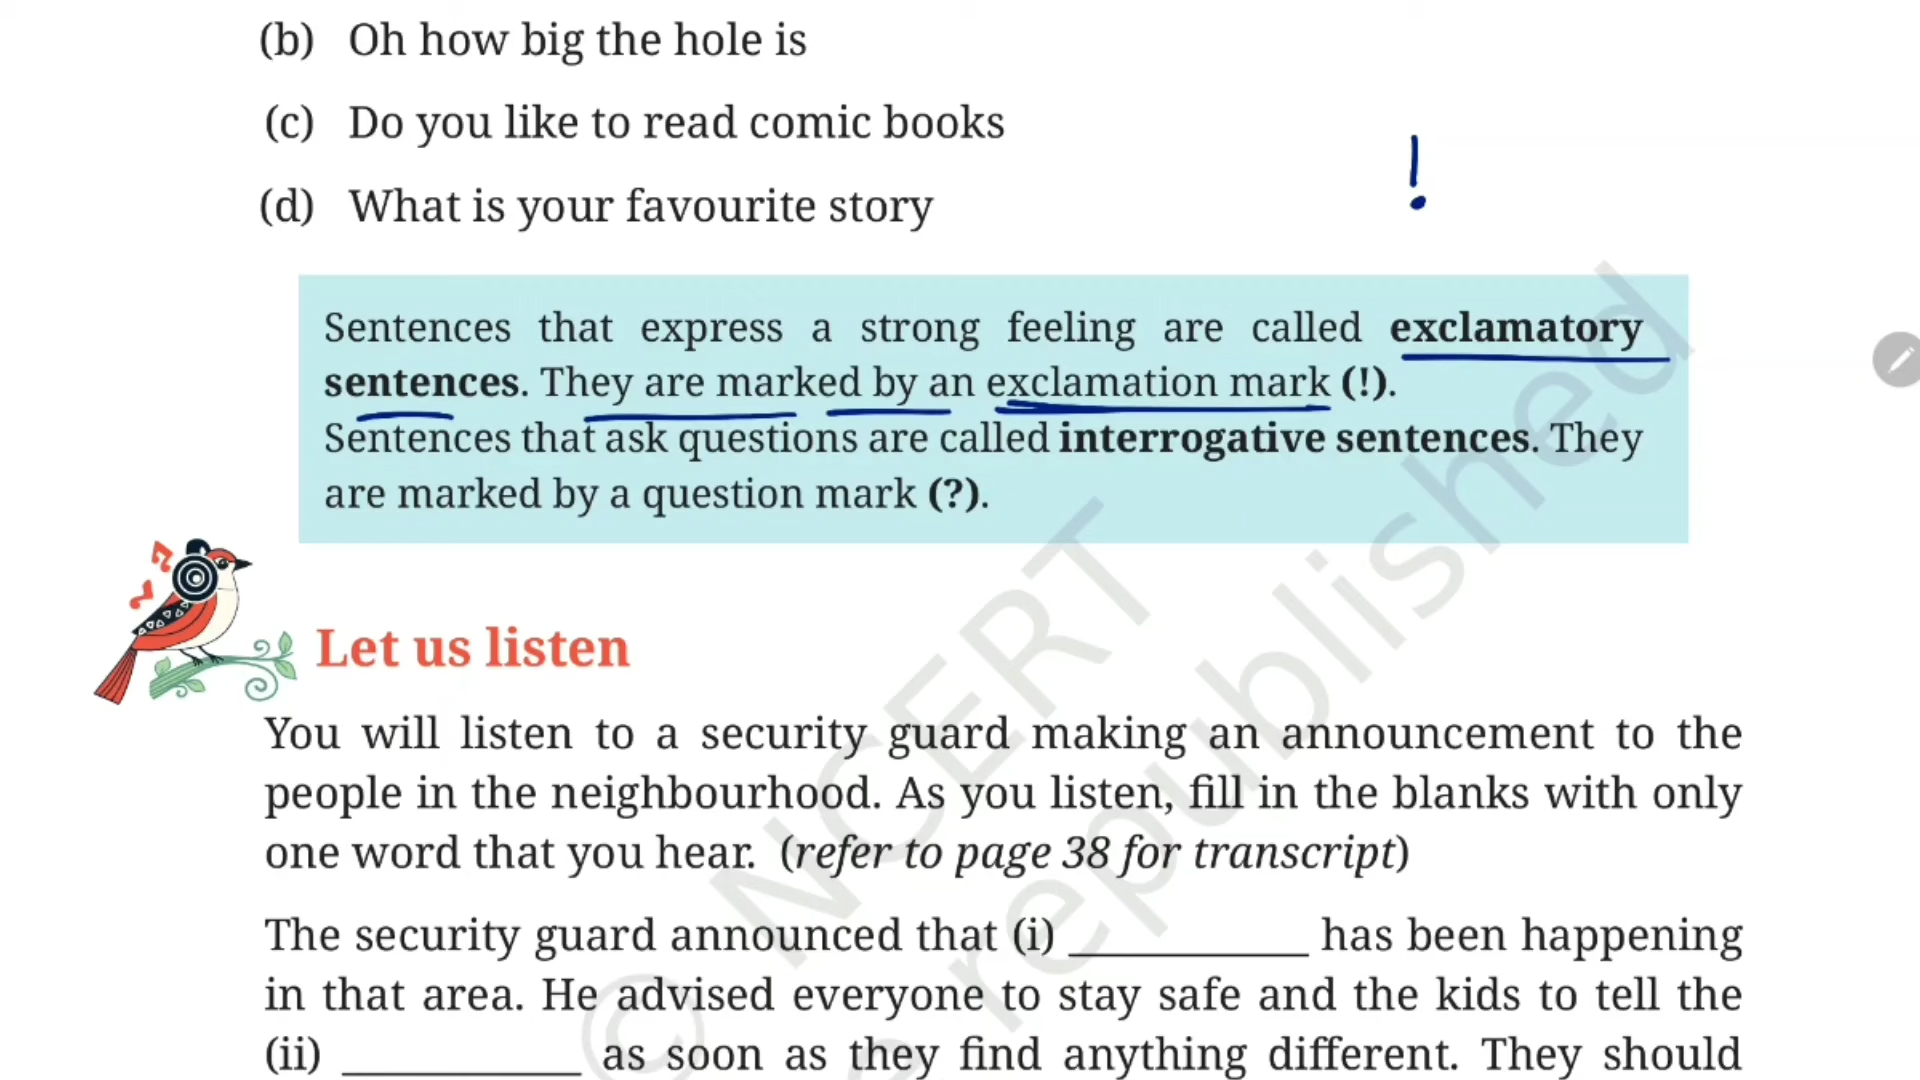 (b) Oh how big the hole is
(c) Do you like to read comic books
!
(d) What is your favourite story
Sentences that express a strong feeling are called exclamatory
sentences. They are marked by an exclamation mark (!).
Sentences that ask questions are called interrogative sentences. They
are marked by a question mark (?).
Let us listen
You will listen to a security guard making an announcement to the
people in the neighbourhood. As you listen, fill in the blanks with only
one word that you hear. (refer to page 38 for transcript)
The security guard announced that (i) __________ has been happening
in that area. He advised everyone to stay safe and the kids to tell the
(ii) __________ as soon as they find anything different. They should
© NCERT
republished